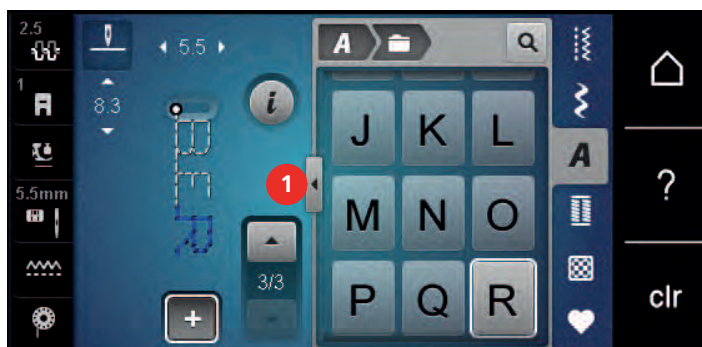 2.5
5.5
A
1
8.3
i
J K L
A
?
1
5.5mm
M N O
3/3
B E R
P Q R
clr